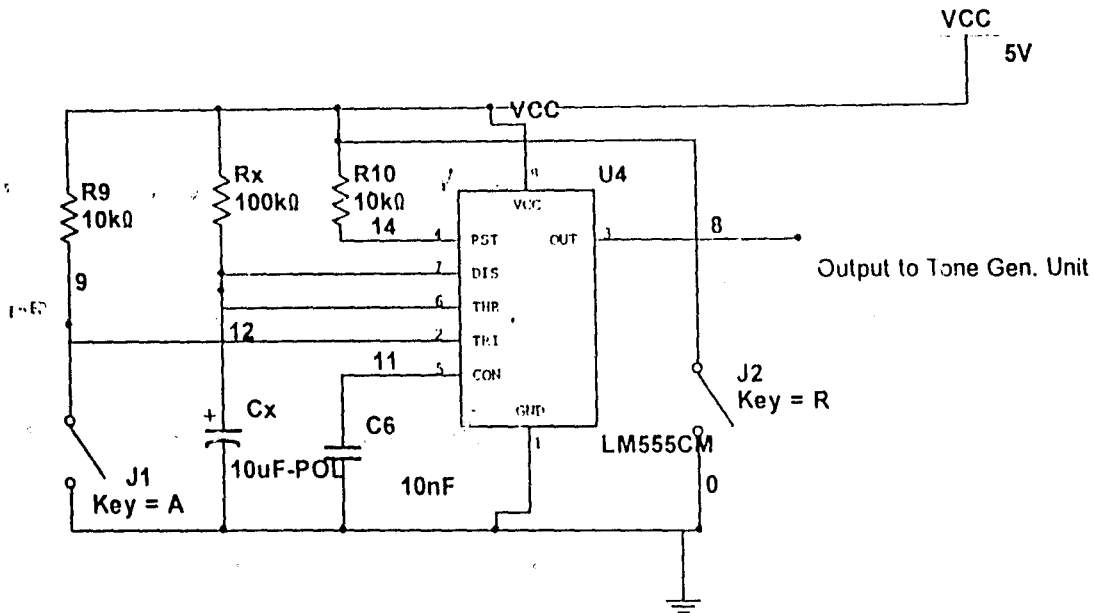 VCC
5V
VCC
R9
10kΩ
Rx
100kΩ
R10
10kΩ
U4
VCC
14
RST
OUT
3
8
Output to Tone Gen. Unit
9
7
DIS
6
THR
12
2
TRI
11
5
CON
GND
1
J1
Key = A
Cx
+
10uF-POL
C6
10nF
LM555CM
J2
Key = R
0